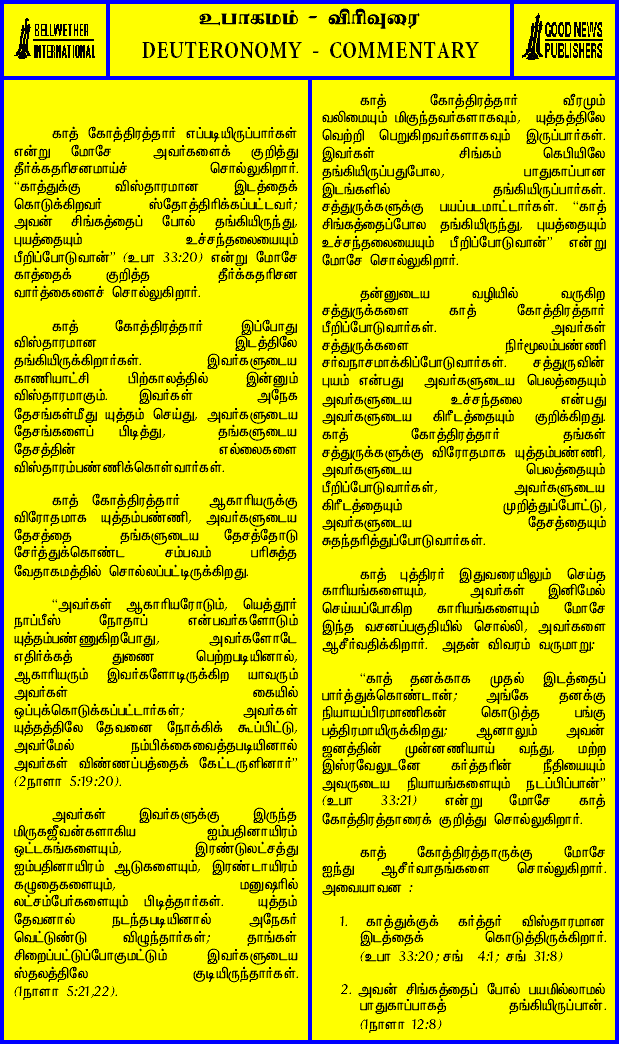 BELLWETHER
INTERNATIONAL
உபாகமம் - விரிவுரை
DEUTERONOMY - COMMENTARY
GOOD NEWS
PUBLISHERS
காத் கோத்திரத்தார் எப்படியிருப்பார்கள்
என்று மோசே அவர்களைக் குறித்து
தீர்க்கதரிசனமாய்ச் சொல்லுகிறார்.
“காத்துக்கு விஸ்தாரமான இடத்தைக்
கொடுக்கிறவர் ஸ்தோத்திரிக்கப்பட்டவர்;
அவன் சிங்கத்தைப் போல் தங்கியிருந்து,
புயத்தையும் உச்சந்தலையையும்
பீறிப்போடுவான்” (உபா 33:20) என்று மோசே
காத்தைக் குறித்த தீர்க்கதரிசன
வார்த்கைளைச் சொல்லுகிறார்.
காத் கோத்திரத்தார் இப்போது
விஸ்தாரமான இடத்திலே
தங்கியிருக்கிறார்கள். இவர்களுடைய
காணியாட்சி பிற்காலத்தில் இன்னும்
விஸ்தாரமாகும். இவர்கள் அநேக
தேசங்கள்மீது யுத்தம் செய்து, அவர்களுடைய
தேசங்களைப் பிடித்து, தங்களுடைய
தேசத்தின் எல்லைகளை
விஸ்தாரம்பண்ணிக்கொள்வார்கள்.
காத் கோத்திரத்தார் ஆகாரியருக்கு
விரோதமாக யுத்தம்பண்ணி, அவர்களுடைய
தேசத்தை தங்களுடைய தேசத்தோடு
சேர்த்துக்கொண்ட சம்பவம் பரிசுத்த
வேதாகமத்தில் சொல்லப்பட்டிருக்கிறது.
“அவர்கள் ஆகாரியரோடும், யெத்தூர்
நாப்பீஸ் நோதாப் என்பவர்களோடும்
யுத்தம்பண்ணுகிறபோது, அவர்களோடே
எதிர்க்கத் துணை பெற்றபடியினால்,
ஆகாரியரும் இவர்களோடிருக்கிற யாவரும்
அவர்கள் கையில்
ஒப்புக்கொடுக்கப்பட்டார்கள்; அவர்கள்
யுத்தத்திலே தேவனை நோக்கிக் கூப்பிட்டு,
அவர்மேல் நம்பிக்கைவைத்தபடியினால்
அவர்கள் விண்ணப்பத்தைக் கேட்டருளினார்”
(2நாளா 5:19:20).
அவர்கள் இவர்களுக்கு இருந்த
மிருகஜீவன்களாகிய ஐம்பதினாயிரம்
ஒட்டகங்களையும், இரண்டுலட்சத்து
ஐம்பதினாயிரம் ஆடுகளையும், இரண்டாயிரம்
கழுதைகளையும், மனுஷரில்
லட்சம்பேர்களையும் பிடித்தார்கள். யுத்தம்
தேவனால் நடந்தபடியினால் அநேகர்
வெட்டுண்டு விழுந்தார்கள்; தாங்கள்
சிறைப்பட்டுப்போகுமட்டும் இவர்களுடைய
ஸ்தலத்திலே குடியிருந்தார்கள்.
(1நாளா 5:21,22).
காத் கோத்திரத்தார் வீரமும்
வலிமையும் மிகுந்தவர்களாகவும், யுத்தத்திலே
வெற்றி பெறுகிறவர்களாகவும் இருப்பார்கள்.
இவர்கள் சிங்கம் கெபியிலே
தங்கியிருப்பதுபோல, பாதுகாப்பான
இடங்களில் தங்கியிருப்பார்கள்.
சத்துருக்களுக்கு பயப்படமாட்டார்கள். “காத்
சிங்கத்தைப்போல தங்கியிருந்து, புயத்தையும்
உச்சந்தலையையும் பீறிப்போடுவான்” என்று
மோசே சொல்லுகிறார்.
தன்னுடைய வழியில் வருகிற
சத்துருக்களை காத் கோத்திரத்தார்
பீறிப்போடுவார்கள். அவர்கள்
சத்துருக்களை நிர்மூலம்பண்ணி
சர்வநாசமாக்கிப்போடுவார்கள். சத்துருவின்
புயம் என்பது அவர்களுடைய பெலத்தையும்
அவர்களுடைய உச்சந்தலை என்பது
அவர்களுடைய கிரீடத்தையும் குறிக்கிறது.
காத் கோத்திரத்தார் தங்கள்
சத்துருக்களுக்கு விரோதமாக யுத்தம்பண்ணி,
அவர்களுடைய பெலத்தையும்
பீறிப்போடுவார்கள், அவர்களுடைய
கிரீடத்தையும் முறித்துப்போட்டு,
அவர்களுடைய தேசத்தையும்
சுதந்தரித்துப்போடுவார்கள்.
காத் புத்திரர் இதுவரையிலும் செய்த
காரியங்களையும், அவர்கள் இனிமேல்
செய்யப்போகிற காரியங்களையும் மோசே
இந்த வசனப்பகுதியில் சொல்லி, அவர்களை
ஆசீர்வதிக்கிறார். அதன் விவரம் வருமாறு:
“காத் தனக்காக முதல் இடத்தைப்
பார்த்துக்கொண்டான்; அங்கே தனக்கு
நியாயப்பிரமாணிகன் கொடுத்த பங்கு
பத்திரமாயிருக்கிறது; ஆனாலும் அவன்
ஜனத்தின் முன்னணியாய் வந்து, மற்ற
இஸ்ரவேலுடனே கர்த்தரின் நீதியையும்
அவருடைய நியாயங்களையும் நடப்பிப்பான்”
(உபா 33:21) என்று மோசே காத்
கோத்திரத்தாரைக் குறித்து சொல்லுகிறார்.
காத் கோத்திரத்தாருக்கு மோசே
ஐந்து ஆசீர்வாதங்களை சொல்லுகிறார்.
அவையாவன :
1. காத்துக்குக் கர்த்தர் விஸ்தாரமான
இடத்தைக் கொடுத்திருக்கிறார்.
(உபா 33:20; சங் 4:1; சங் 31:8)
2. அவன் சிங்கத்தைப் போல் பயமில்லாமல்
பாதுகாப்பாகத் தங்கியிருப்பான்.
(1நாளா 12:8)